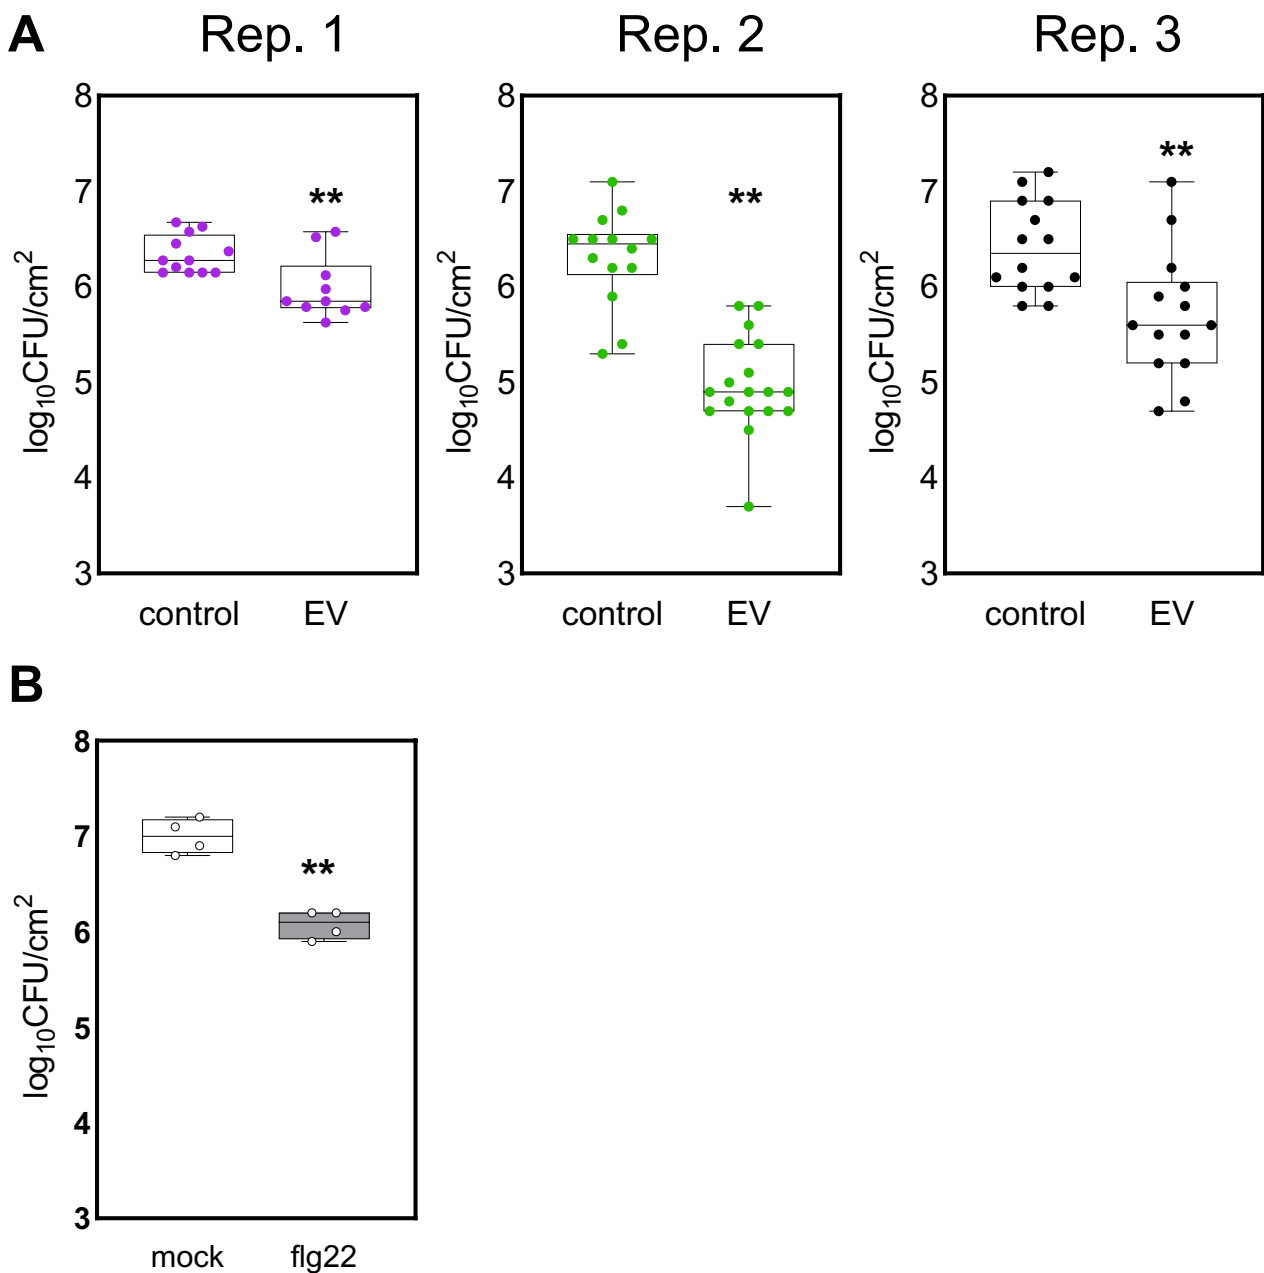 A
Rep. 1
Rep. 2
Rep. 3
log₁₀CFU/cm²
8
7
6
5
4
3
**
control
EV
log₁₀CFU/cm²
8
7
6
5
4
3
**
control
EV
log₁₀CFU/cm²
8
7
6
5
4
3
**
control
EV
B
log₁₀CFU/cm²
8
7
6
5
4
3
**
mock
flg22